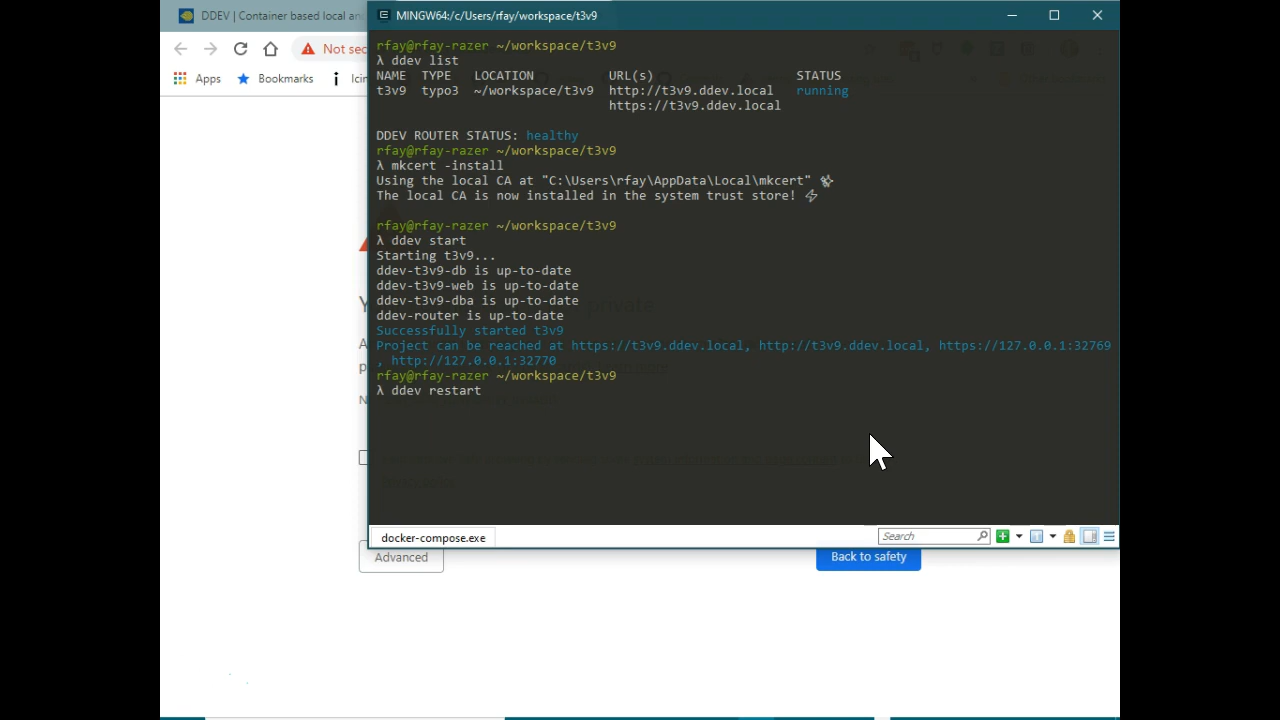 DDEV | Container based local an
MINGW64:/c/Users/rfay/workspace/t3v9
Not sec
Apps
Bookmarks
Icin
rfay@rfay-razer ~/workspace/t3v9
λ ddev list
NAME TYPE LOCATION URL(s) STATUS
t3v9 typo3 ~/workspace/t3v9 http://t3v9.ddev.local running
https://t3v9.ddev.local
DDEV ROUTER STATUS: healthy
rfay@rfay-razer ~/workspace/t3v9
λ mkcert -install
Using the local CA at "C:\Users\rfay\AppData\Local\mkcert" ✨
The local CA is now installed in the system trust store! ⚡
rfay@rfay-razer ~/workspace/t3v9
λ ddev start
Starting t3v9...
ddev-t3v9-db is up-to-date
ddev-t3v9-web is up-to-date
ddev-t3v9-dba is up-to-date
ddev-router is up-to-date
Successfully started t3v9
Project can be reached at https://t3v9.ddev.local, http://t3v9.ddev.local, https://127.0.0.1:32769
, http://127.0.0.1:32770
rfay@rfay-razer ~/workspace/t3v9
λ ddev restart
docker-compose.exe
Search
Advanced
Back to safety